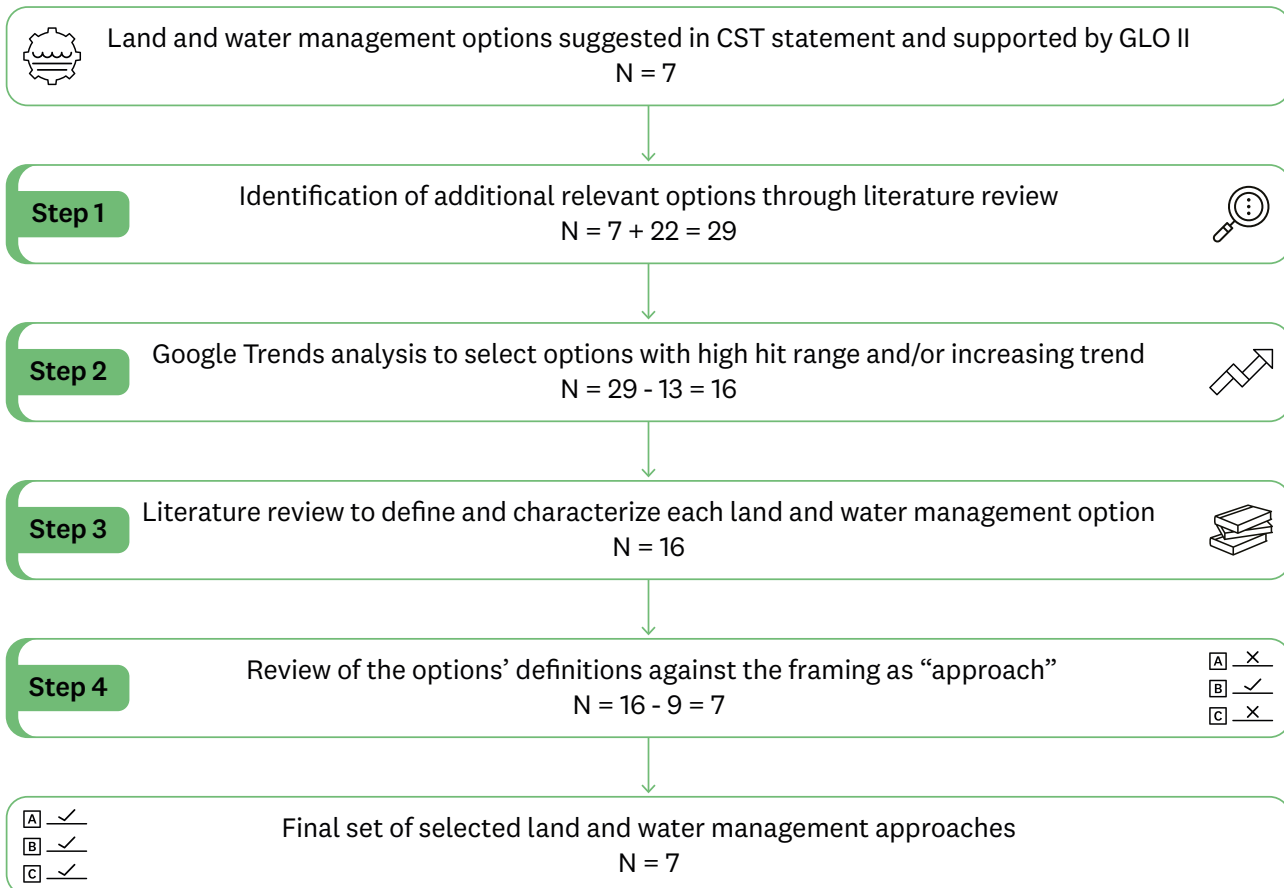 Land and water management options suggested in CST statement and supported by GLO II
N = 7
Step 1
Identification of additional relevant options through literature review
N = 7 + 22 = 29
Step 2
Google Trends analysis to select options with high hit range and/or increasing trend
N = 29 - 13 = 16
Step 3
Literature review to define and characterize each land and water management option
N = 16
Step 4
Review of the options’ definitions against the framing as “approach”
N = 16 - 9 = 7
A
B
C
A
B
C
Final set of selected land and water management approaches
N = 7